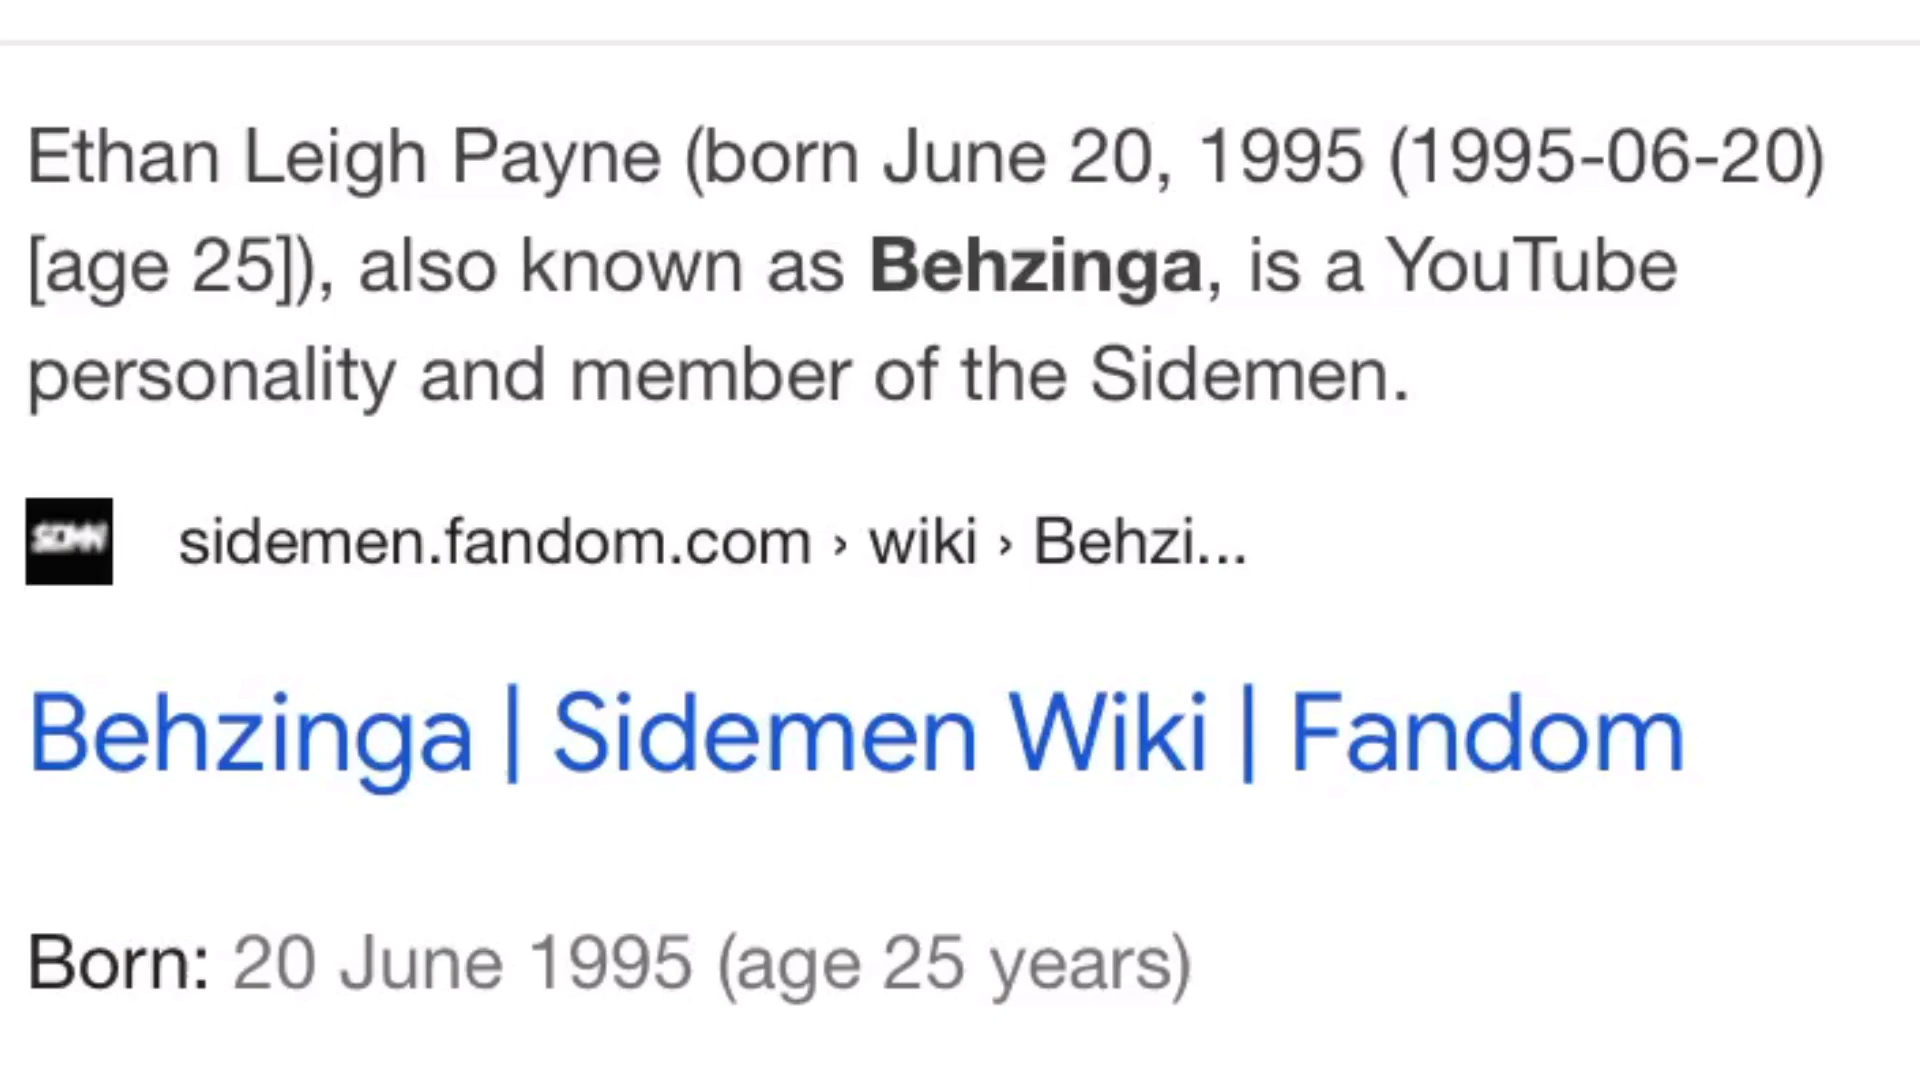 Ethan Leigh Payne (born June 20, 1995 (1995-06-20)
[age 25]), also known as Behzinga, is a YouTube
personality and member of the Sidemen.
SDMN
sidemen.fandom.com › wiki › Behzi...
Behzinga | Sidemen Wiki | Fandom
Born: 20 June 1995 (age 25 years)